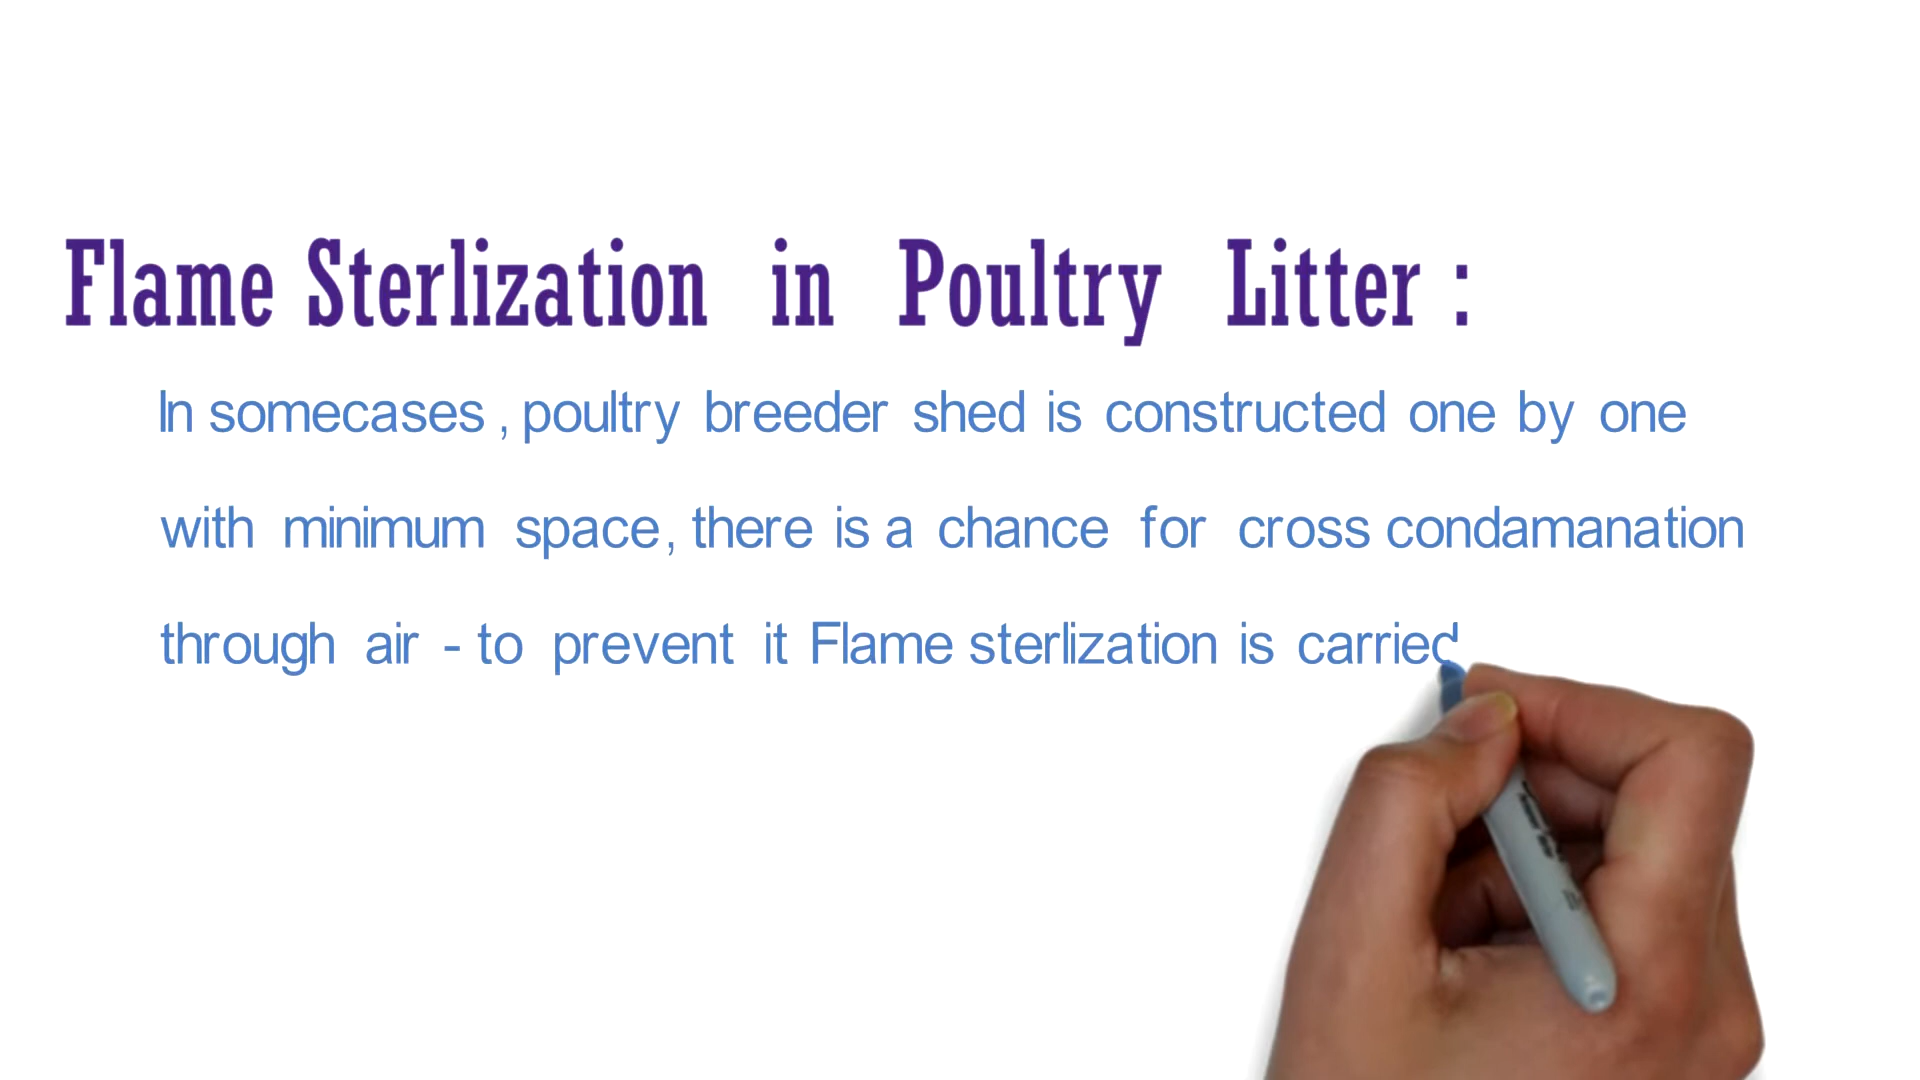 Flame Sterlization in Poultry Litter :
In somecases , poultry breeder shed is constructed one by one
with minimum space, there is a chance for cross condamanation
through air - to prevent it Flame sterlization is carried